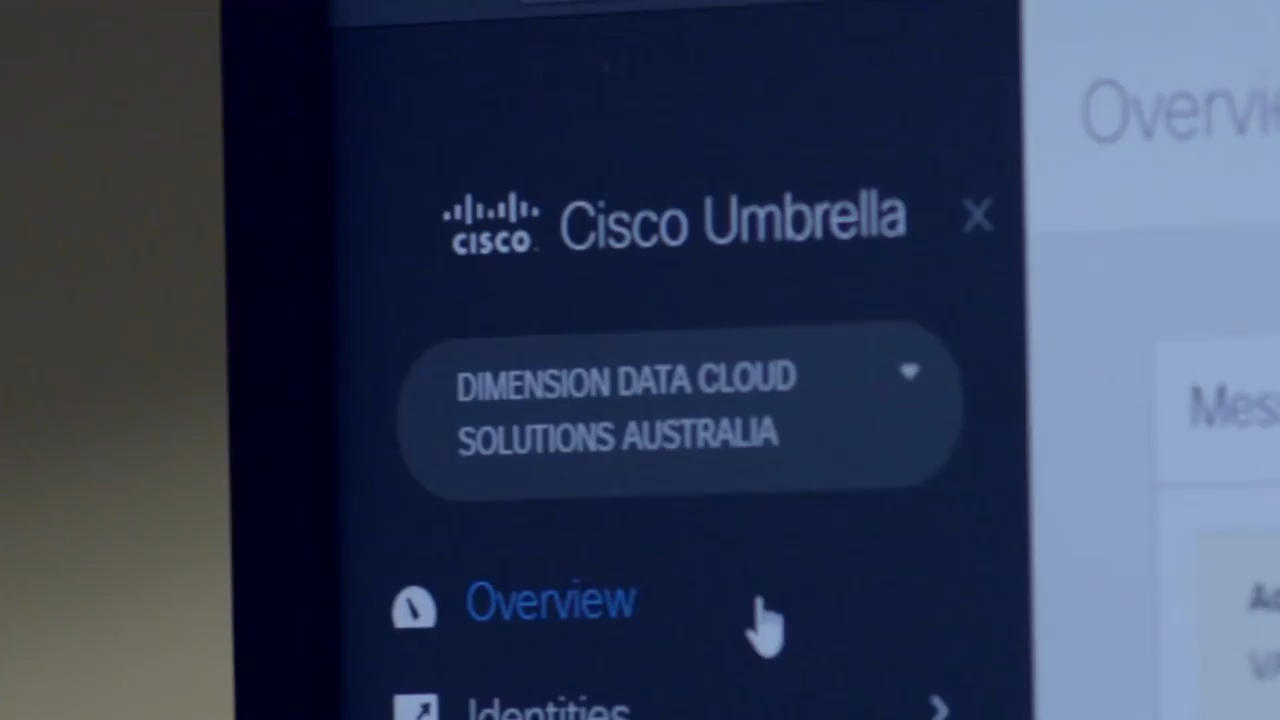 CISCO Cisco Umbrella
DIMENSION DATA CLOUD
SOLUTIONS AUSTRALIA
Overview
Identities